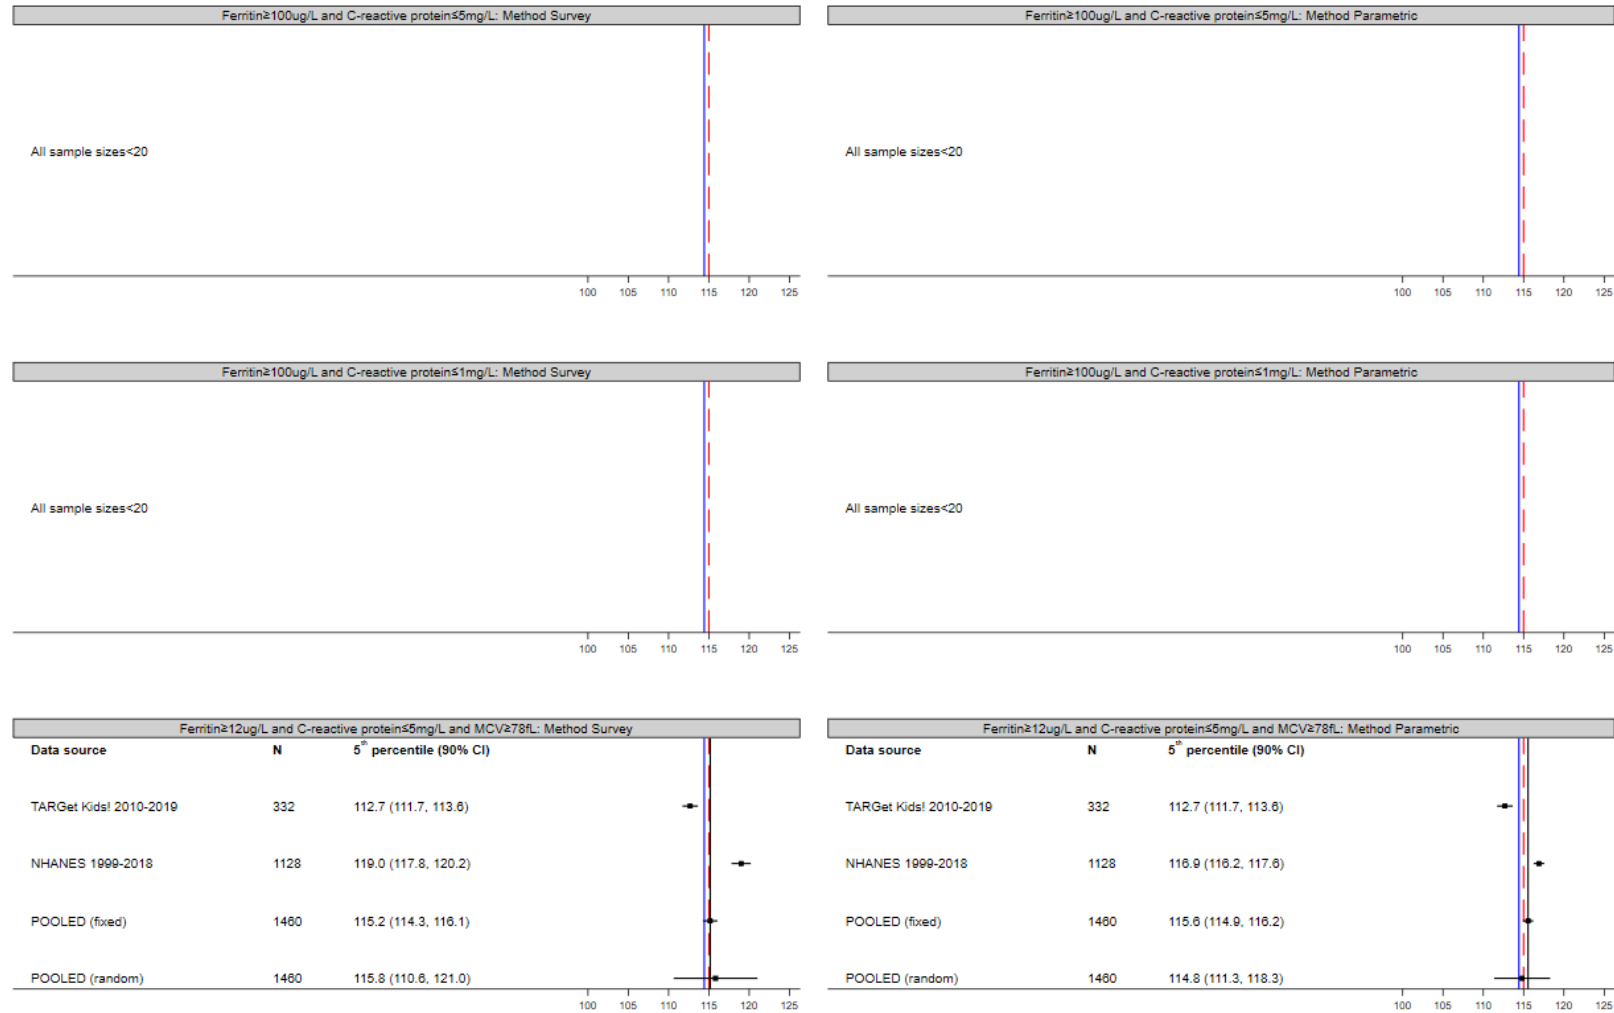 Ferritin≥100ug/L and C-reactive protein≤5mg/L: Method Survey
All sample sizes<20
100 105 110 115 120 125
Ferritin≥100ug/L and C-reactive protein≤5mg/L: Method Parametric
All sample sizes<20
100 105 110 115 120 125
Ferritin≥100ug/L and C-reactive protein≤1mg/L: Method Survey
All sample sizes<20
100 105 110 115 120 125
Ferritin≥100ug/L and C-reactive protein≤1mg/L: Method Parametric
All sample sizes<20
100 105 110 115 120 125
Ferritin≥12ug/L and C-reactive protein≤5mg/L and MCV≥78fL: Method Survey
Data source N 5th percentile (90% CI)
TARGet Kids! 2010-2019 332 112.7 (111.7, 113.6)
NHANES 1999-2018 1128 119.0 (117.8, 120.2)
POOLED (fixed) 1460 115.2 (114.3, 116.1)
POOLED (random) 1460 115.8 (110.6, 121.0)
100 105 110 115 120 125
Ferritin≥12ug/L and C-reactive protein≤5mg/L and MCV≥78fL: Method Parametric
Data source N 5th percentile (90% CI)
TARGet Kids! 2010-2019 332 112.7 (111.7, 113.6)
NHANES 1999-2018 1128 116.9 (116.2, 117.6)
POOLED (fixed) 1460 115.6 (114.9, 116.2)
POOLED (random) 1460 114.8 (111.3, 118.3)
100 105 110 115 120 125